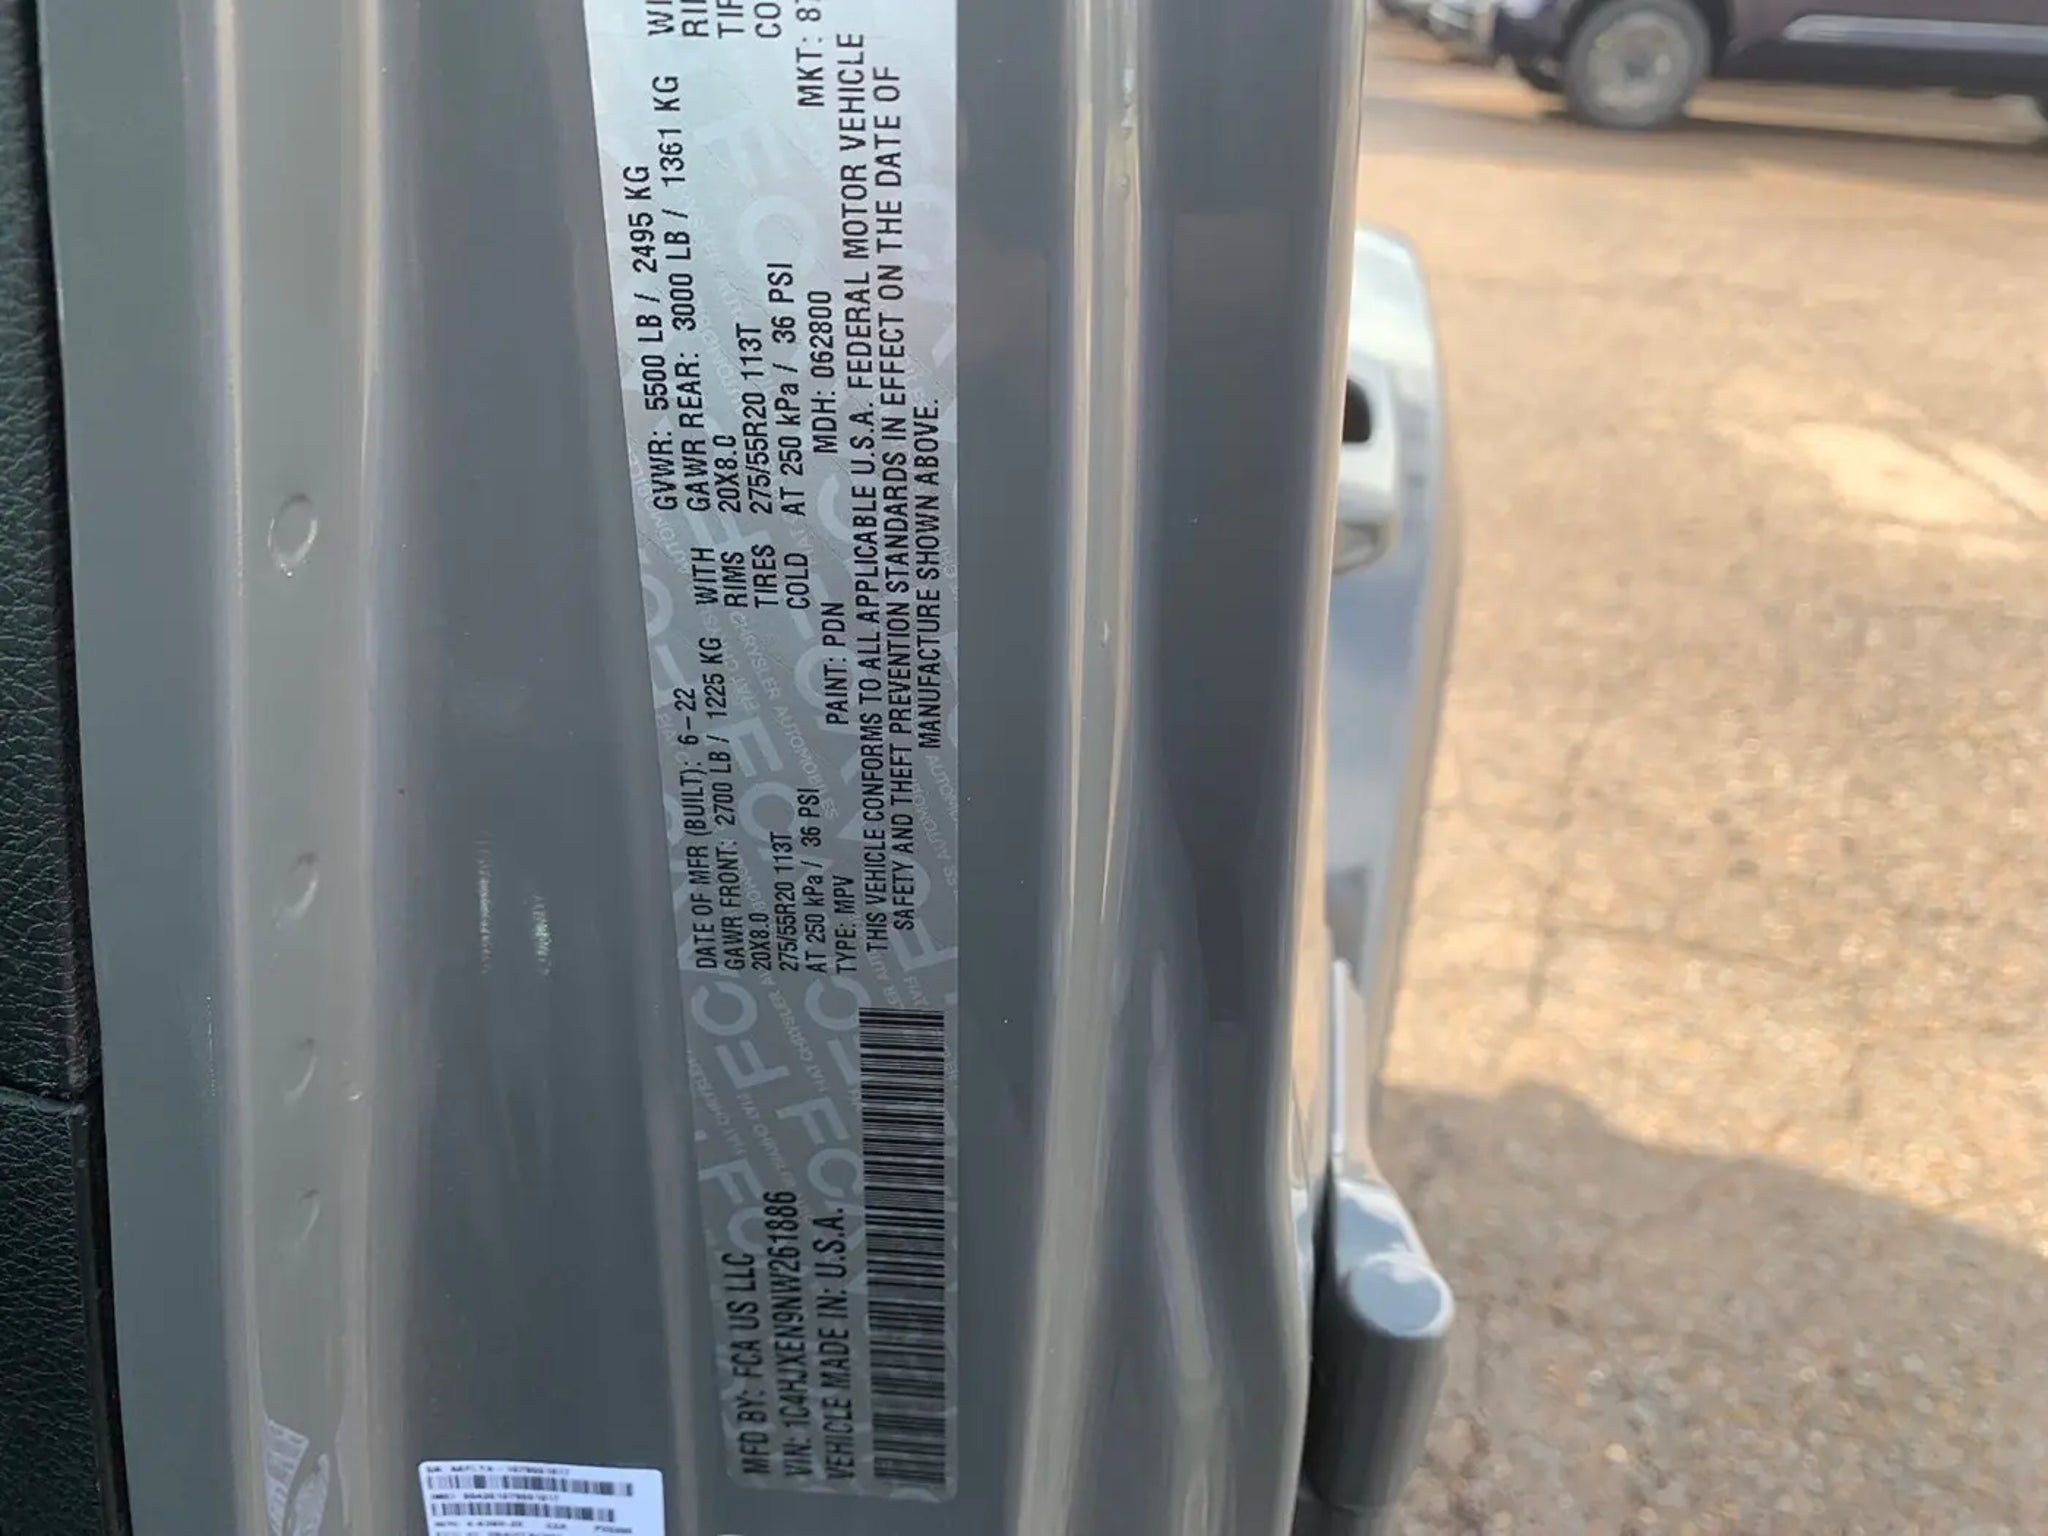 MFD BY: FCA US LLC
DATE OF MFR (BUILT): 6-22
GVWR: 5500 LB / 2495 KG
GAWR FRONT: 2700 LB / 1225 KG WITH
20X8.0 RIMS
275/55R20 113T TIRES
AT 250 kPa / 36 PSI COLD
GAWR REAR: 3000 LB / 1361 KG
20X8.0
275/55R20 113T
AT 250 kPa / 36 PSI
VIN: 1C4HJXEN9NW261886
TYPE: MPV PAINT: PDN MDH: 062800 MKT:
VEHICLE MADE IN: U.S.A.
THIS VEHICLE CONFORMS TO ALL APPLICABLE U.S.A. FEDERAL MOTOR VEHICLE
SAFETY AND THEFT PREVENTION STANDARDS IN EFFECT ON THE DATE OF
MANUFACTURE SHOWN ABOVE.